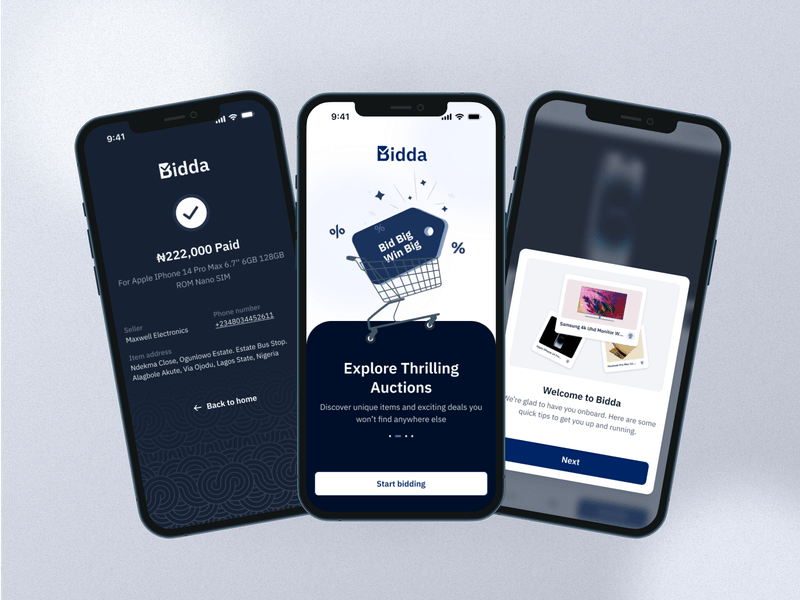 9:41
Bidda
₦222,000 Paid
For Apple IPhone 14 Pro Max 6.7" 6GB 128GB
ROM Nano SIM
Seller
Maxwell Electronics
Phone number
+2348034452611
Item address
Ndekma Close, Ogunlowo Estate. Estate Bus Stop.
Alagbole Akute, Via Ojodu, Lagos State, Nigeria
← Back to home
9:41
Bidda
%
%
%
Bid Big
Win Big
Explore Thrilling
Auctions
Discover unique items and exciting deals you
won't find anywhere else
Start bidding
Samsung 4k Uhd Monitor W...
Welcome to Bidda
We're glad to have you onboard. Here are some
quick tips to get you up and running.
Next